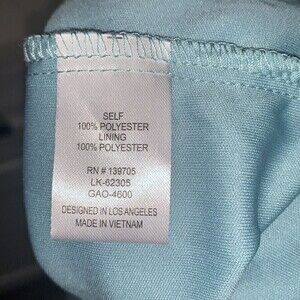 SELF
100% POLYESTER
LINING
100% POLYESTER
RN # 139705
LK-62305
GAO-4600
DESIGNED IN LOS ANGELES
MADE IN VIETNAM